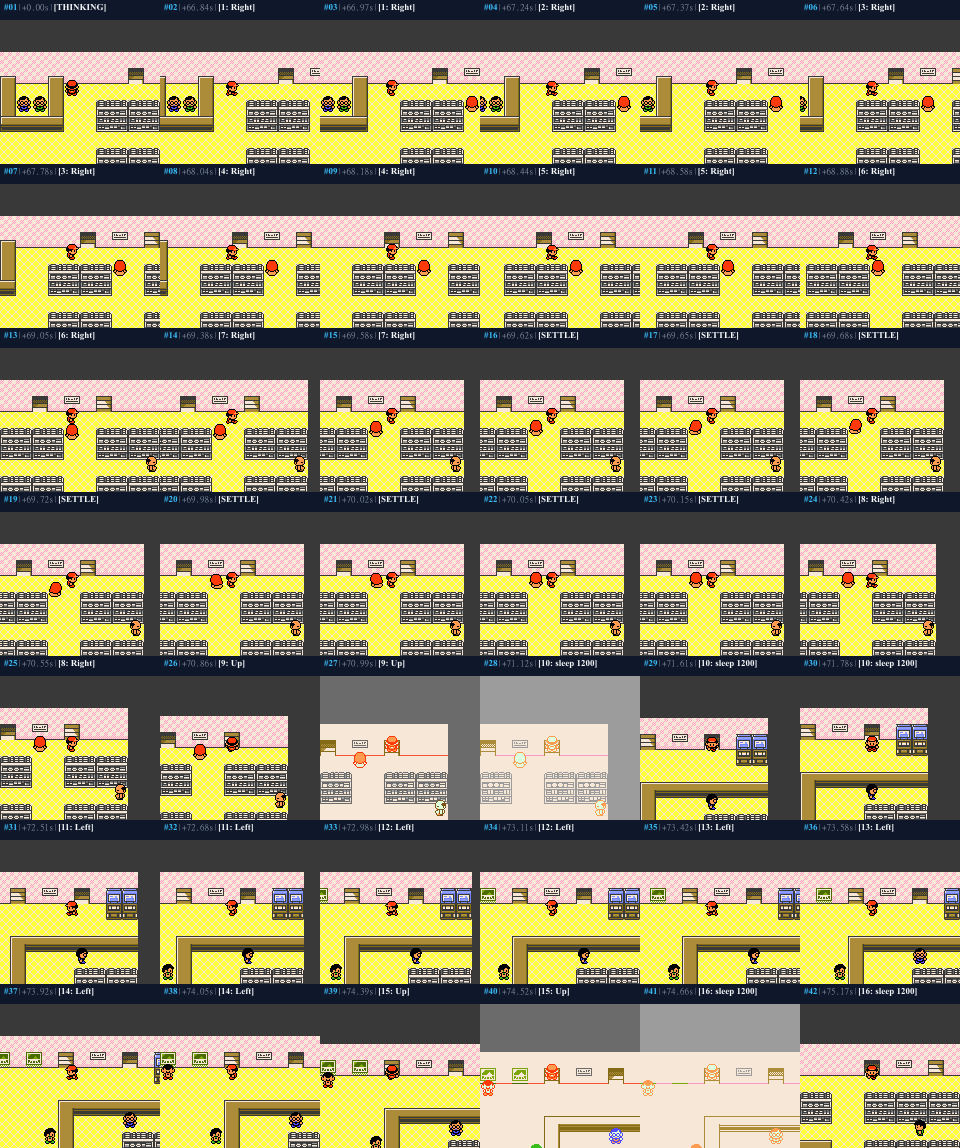 #01|+0.00s|[THINKING] #02|+66.84s|[1: Right] #03|+66.97s|[1: Right] #04|+67.24s|[2: Right] #05|+67.37s|[2: Right] #06|+67.64s|[3: Right]
#07|+67.78s|[3: Right] #08|+68.04s|[4: Right] #09|+68.18s|[4: Right] #10|+68.44s|[5: Right] #11|+68.58s|[5: Right] #12|+68.88s|[6: Right]
#13|+69.05s|[6: Right] #14|+69.38s|[7: Right] #15|+69.58s|[7: Right] #16|+69.62s|[SETTLE] #17|+69.65s|[SETTLE] #18|+69.68s|[SETTLE]
#19|+69.72s|[SETTLE] #20|+69.98s|[SETTLE] #21|+70.02s|[SETTLE] #22|+70.05s|[SETTLE] #23|+70.15s|[SETTLE] #24|+70.42s|[8: Right]
#25|+70.55s|[8: Right] #26|+70.86s|[9: Up] #27|+70.99s|[9: Up] #28|+71.12s|[10: sleep 1200] #29|+71.61s|[10: sleep 1200] #30|+71.78s|[10: sleep 1200]
#31|+72.51s|[11: Left] #32|+72.68s|[11: Left] #33|+72.98s|[12: Left] #34|+73.11s|[12: Left] #35|+73.42s|[13: Left] #36|+73.58s|[13: Left]
#37|+73.92s|[14: Left] #38|+74.05s|[14: Left] #39|+74.39s|[15: Up] #40|+74.52s|[15: Up] #41|+74.66s|[16: sleep 1200] #42|+75.17s|[16: sleep 1200]